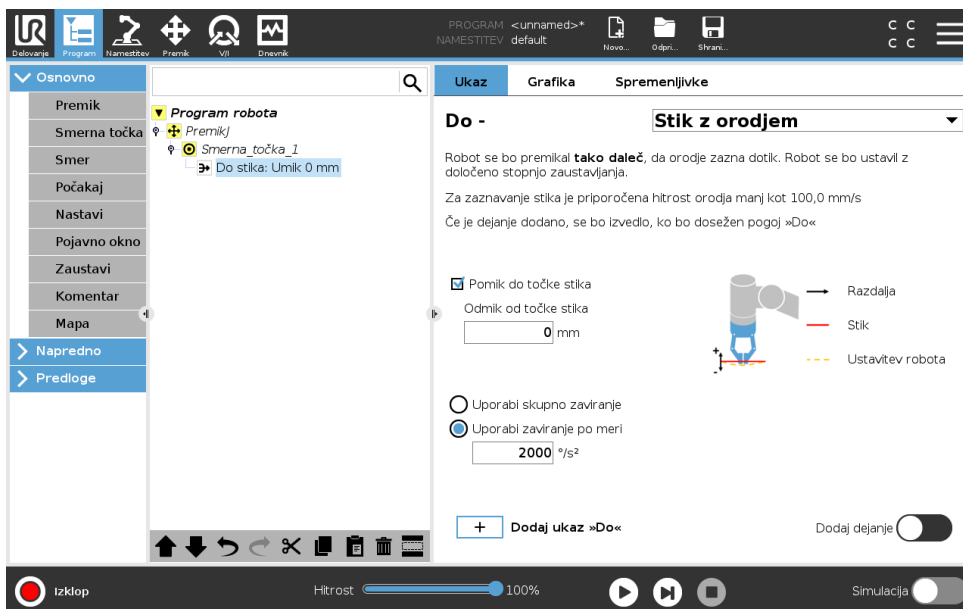 PROGRAM <unnamed>*
NAMESTITEV default
Delovanje
Program
Namestitev
Premik
V/I
Dnevnik
Novo...
Odpri...
Shrani...
C C
C C
Osnovno
Premik
Smerna točka
Smer
Počakaj
Nastavi
Pojavno okno
Zaustavi
Komentar
Mapa
Napredno
Predloge
Program robota
PremikJ
Smerna_točka_1
Do stika: Umik 0 mm
Ukaz
Grafika
Spremenljivke
Do -
Stik z orodjem
Robot se bo premikal tako daleč, da orodje zazna dotik. Robot se bo ustavil z
določeno stopnjo zaustavljanja.
Za zaznavanje stika je priporočena hitrost orodja manj kot 100,0 mm/s
Če je dejanje dodano, se bo izvedlo, ko bo dosežen pogoj »Do«
Pomik do točke stika
Odmik od točke stika
0 mm
Razdalja
Stik
Ustavitev robota
+
-
Uporabi skupno zaviranje
Uporabi zaviranje po meri
2000 °/s²
+ Dodaj ukaz »Do«
Dodaj dejanje
Izklop
Hitrost
100%
Simulacija